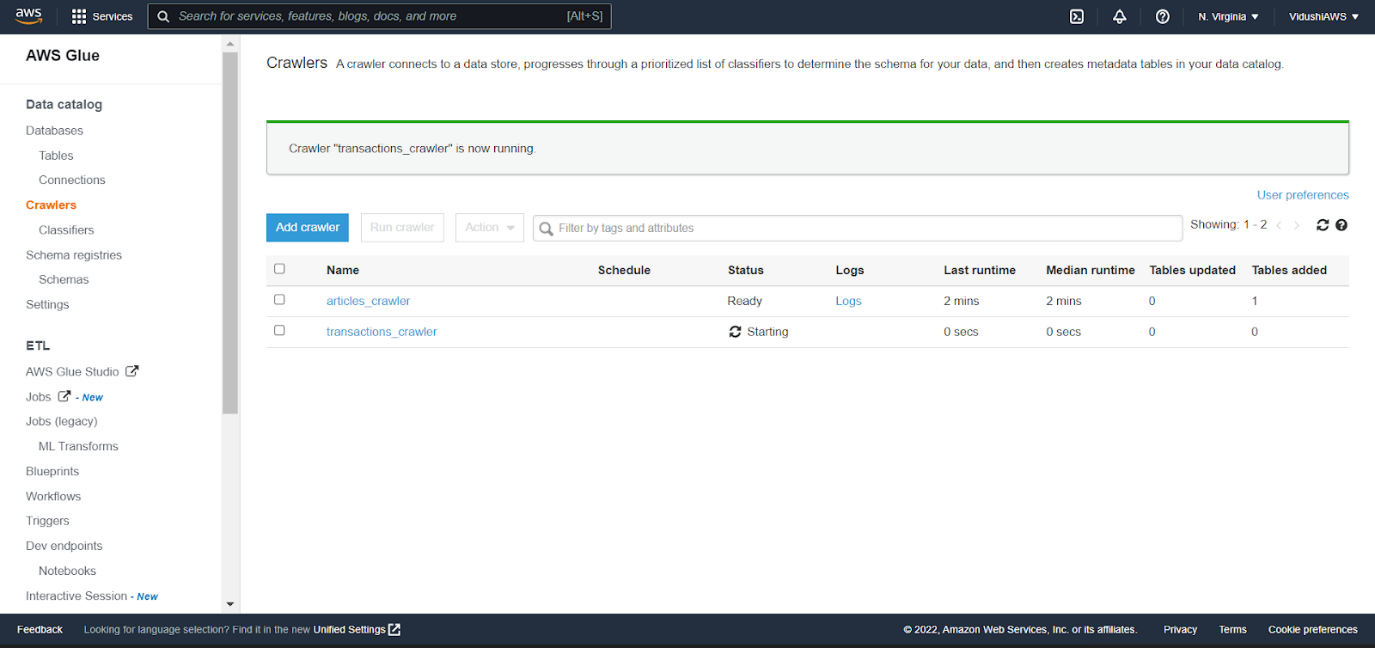 aws
Services
Search for services, features, blogs, docs, and more [Alt+S]
N. Virginia
VidushiAWS
AWS Glue
Data catalog
Databases
Tables
Connections
Crawlers
Classifiers
Schema registries
Schemas
Settings
ETL
AWS Glue Studio
Jobs - New
Jobs (legacy)
ML Transforms
Blueprints
Workflows
Triggers
Dev endpoints
Notebooks
Interactive Session - New
Crawlers A crawler connects to a data store, progresses through a prioritized list of classifiers to determine the schema for your data, and then creates metadata tables in your data catalog.
Crawler "transactions_crawler" is now running.
User preferences
Add crawler Run crawler Action Filter by tags and attributes Showing: 1 - 2
Name Schedule Status Logs Last runtime Median runtime Tables updated Tables added
articles_crawler Ready Logs 2 mins 2 mins 0 1
transactions_crawler Starting 0 secs 0 secs 0 0
Feedback Looking for language selection? Find it in the new Unified Settings © 2022, Amazon Web Services, Inc. or its affiliates. Privacy Terms Cookie preferences